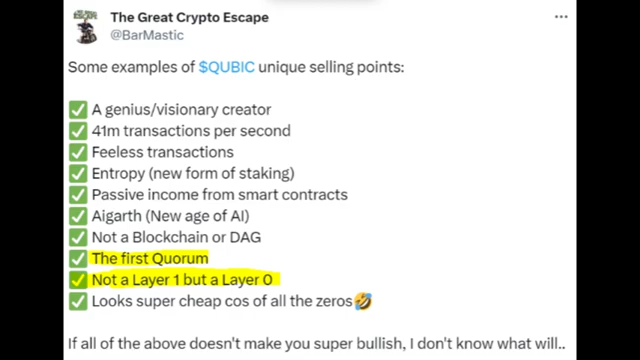 The Great Crypto Escape
@BarMastic
Some examples of $QUBIC unique selling points:
✅ A genius/visionary creator
✅ 41m transactions per second
✅ Feeless transactions
✅ Entropy (new form of staking)
✅ Passive income from smart contracts
✅ Aigarth (New age of AI)
✅ Not a Blockchain or DAG
✅ The first Quorum
✅ Not a Layer 1 but a Layer 0
✅ Looks super cheap cos of all the zeros🤣
If all of the above doesn't make you super bullish, I don't know what will..